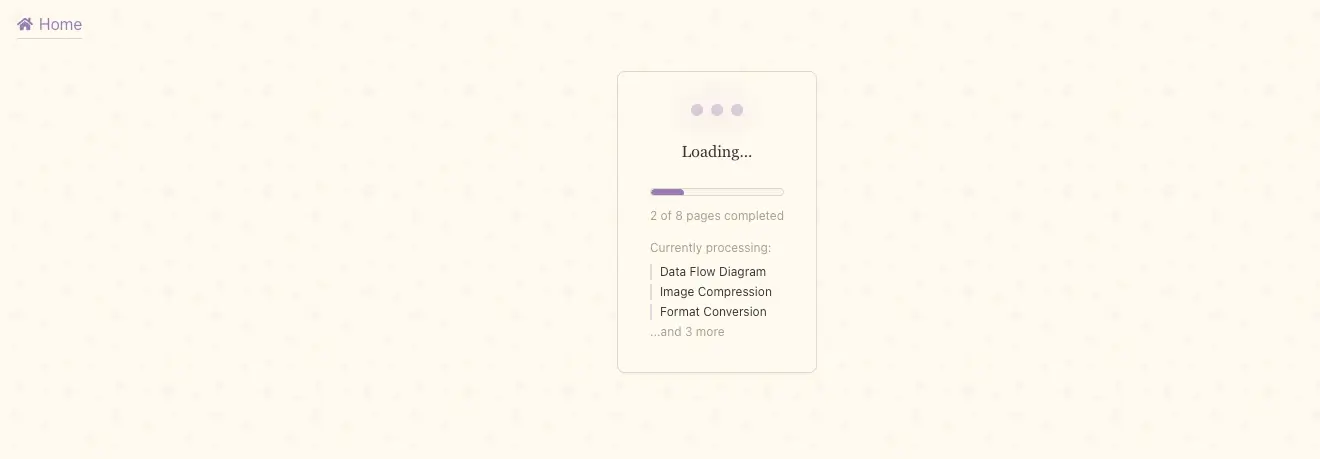 Home
Loading...
2 of 8 pages completed
Currently processing:
Data Flow Diagram
Image Compression
Format Conversion
...and 3 more